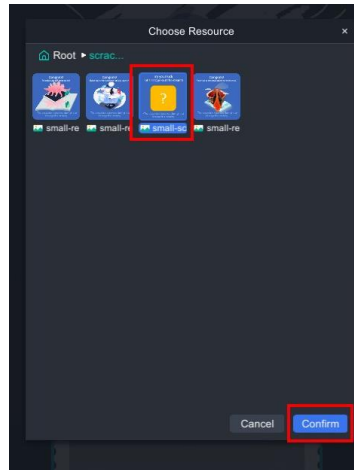 Choose Resource ×
Root ▸ scrac...
?
small-re small-re small-sc small-re
Cancel Confirm